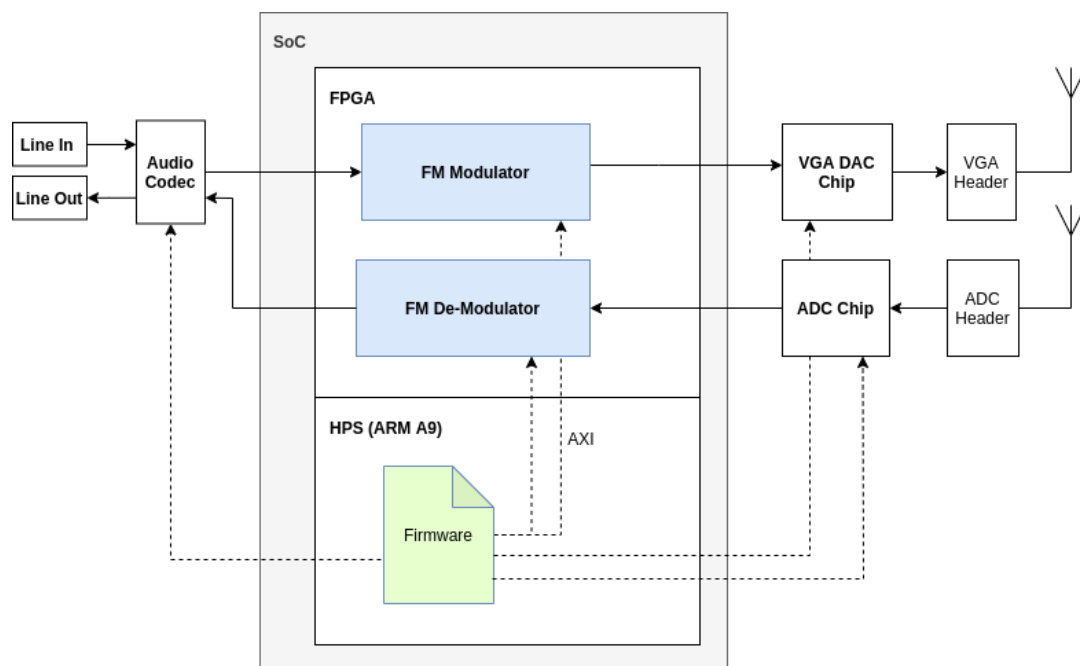 SoC
FPGA
Line In
Line Out
Audio
Codec
FM Modulator
VGA DAC
Chip
VGA
Header
FM De-Modulator
ADC Chip
ADC
Header
HPS (ARM A9)
AXI
Firmware